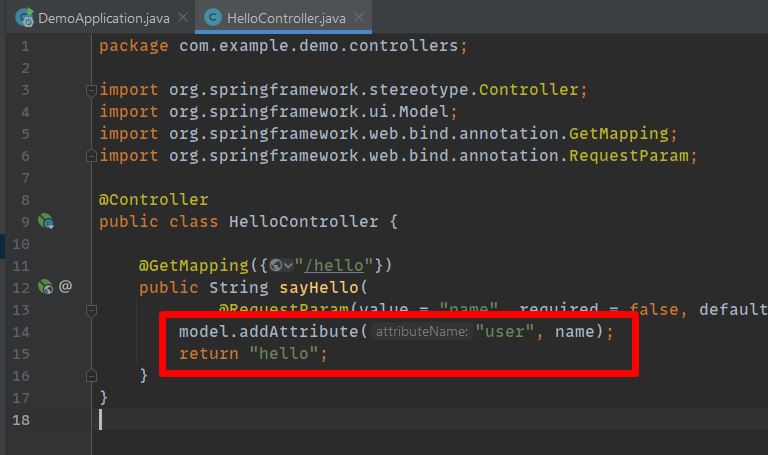 DemoApplication.java HelloController.java
1 package com.example.demo.controllers;
2
3 import org.springframework.stereotype.Controller;
4 import org.springframework.ui.Model;
5 import org.springframework.web.bind.annotation.GetMapping;
6 import org.springframework.web.bind.annotation.RequestParam;
7
8 @Controller
9 public class HelloController {
10
11 @GetMapping({"/hello"})
12 @ public String sayHello(
13 @RequestParam(value = "name", required = false, default
14 model.addAttribute( attributeName: "user", name);
15 return "hello";
16 }
17 }
18